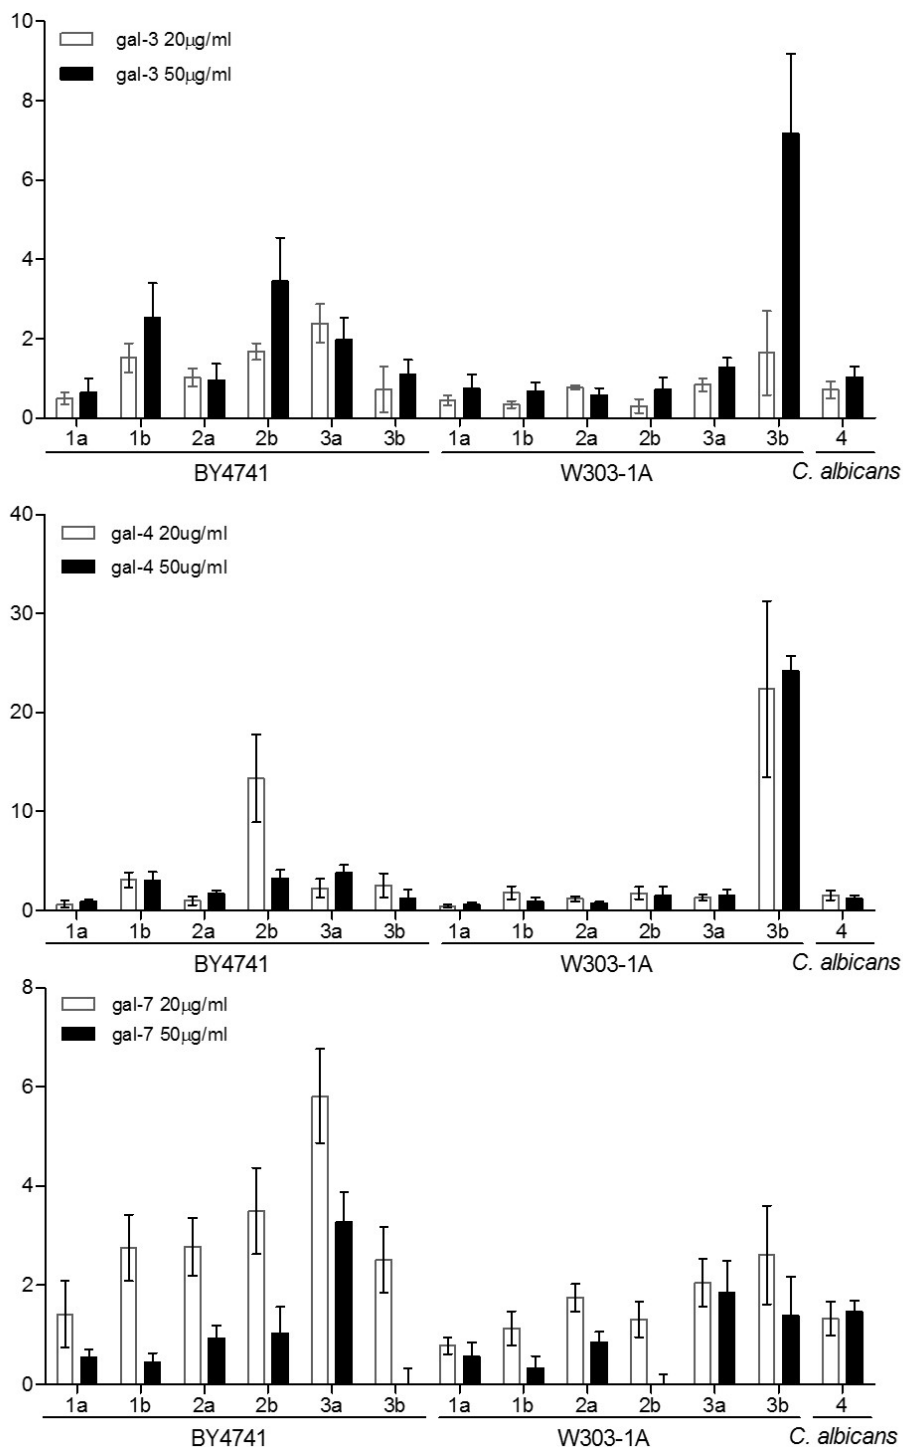 10
gal-3 20μg/ml
gal-3 50μg/ml
8
6
4
2
0
1a 1b 2a 2b 3a 3b 1a 1b 2a 2b 3a 3b 4
BY4741 W303-1A C. albicans
40
gal-4 20ug/ml
gal-4 50ug/ml
30
20
10
0
1a 1b 2a 2b 3a 3b 1a 1b 2a 2b 3a 3b 4
BY4741 W303-1A C. albicans
8
gal-7 20μg/ml
gal-7 50μg/ml
6
4
2
0
1a 1b 2a 2b 3a 3b 1a 1b 2a 2b 3a 3b 4
BY4741 W303-1A C. albicans